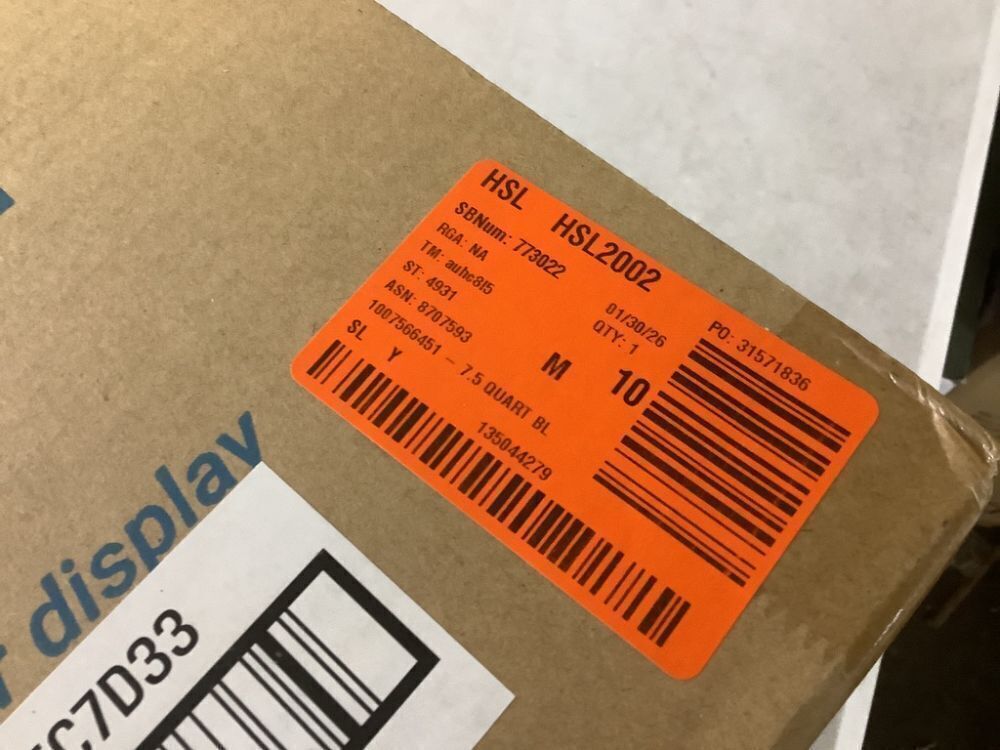 HSL HSL2002
SBNum: 773022
RGA: NA
TM: auhc8l5
ST: 4931
ASN: 8707593
1007566451 - 7.5 QUART BL
SL Y
135044279
01/30/26
QTY: 1
M 10
PO: 31571836
display
C7D33